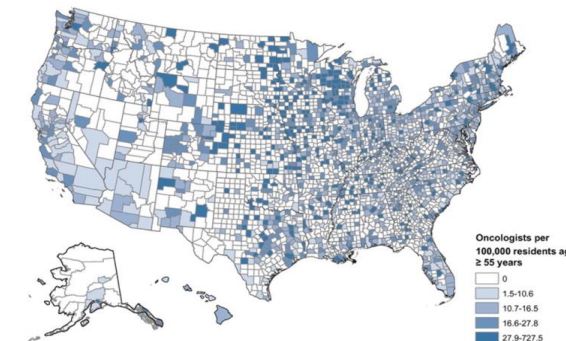 Oncologists per
100,000 residents ag
≥ 55 years
0
1.5-10.6
10.7-16.5
16.6-27.8
27.9-727.5